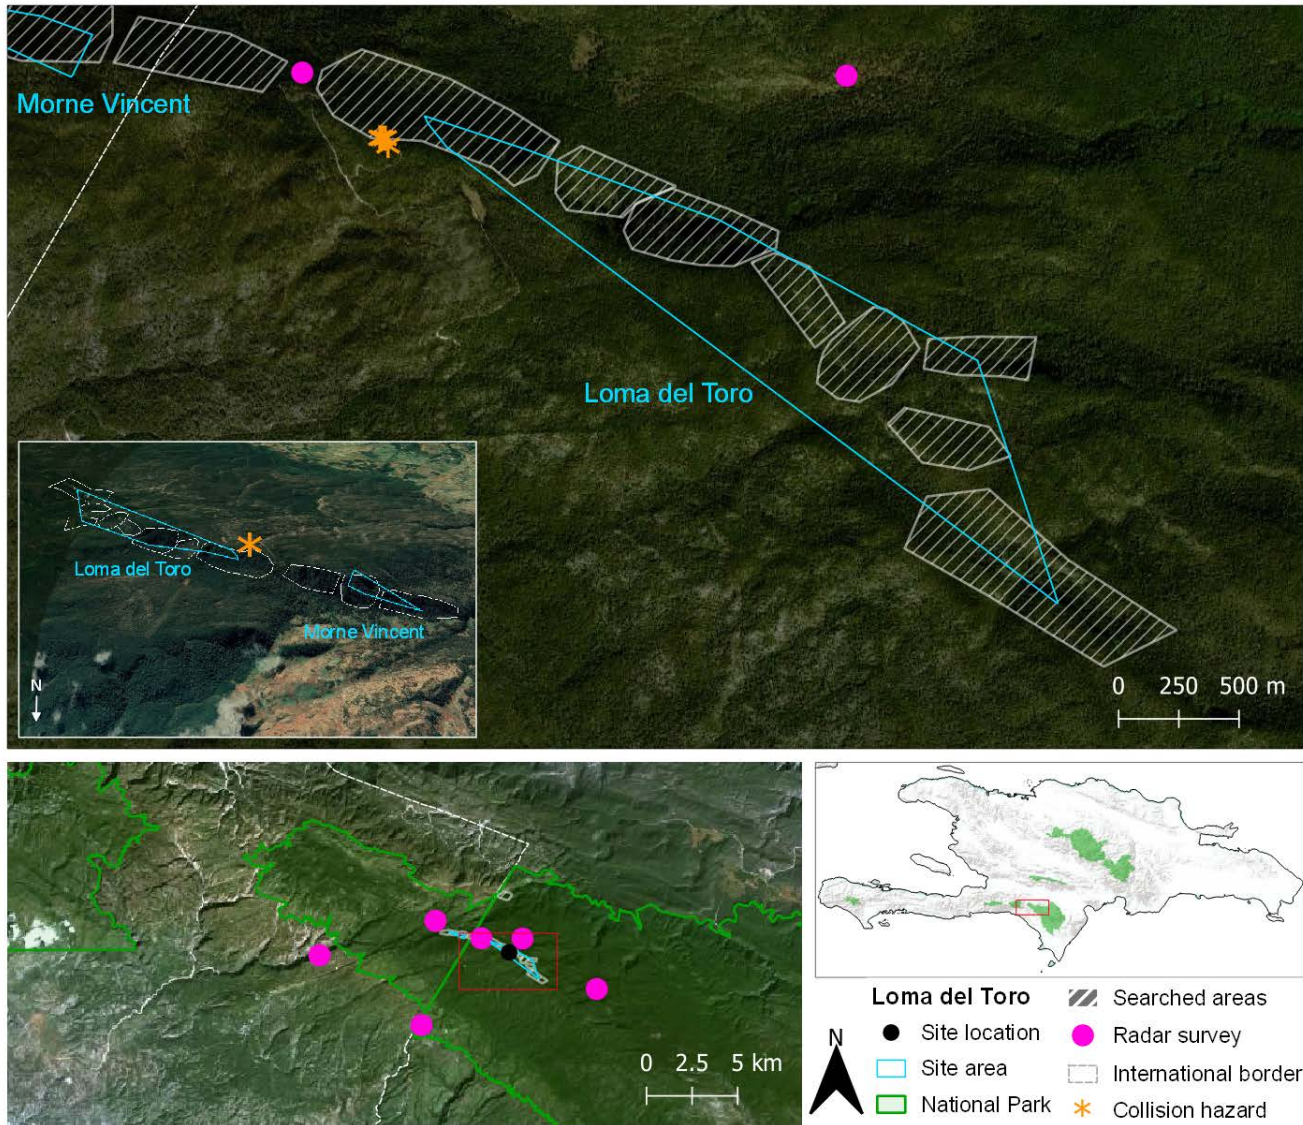 Morne Vincent
Loma del Toro
0 250 500 m
Loma del Toro
Morne Vincent
N
0 2.5 5 km
Loma del Toro
Site location
Site area
National Park
N
Searched areas
Radar survey
International border
Collision hazard